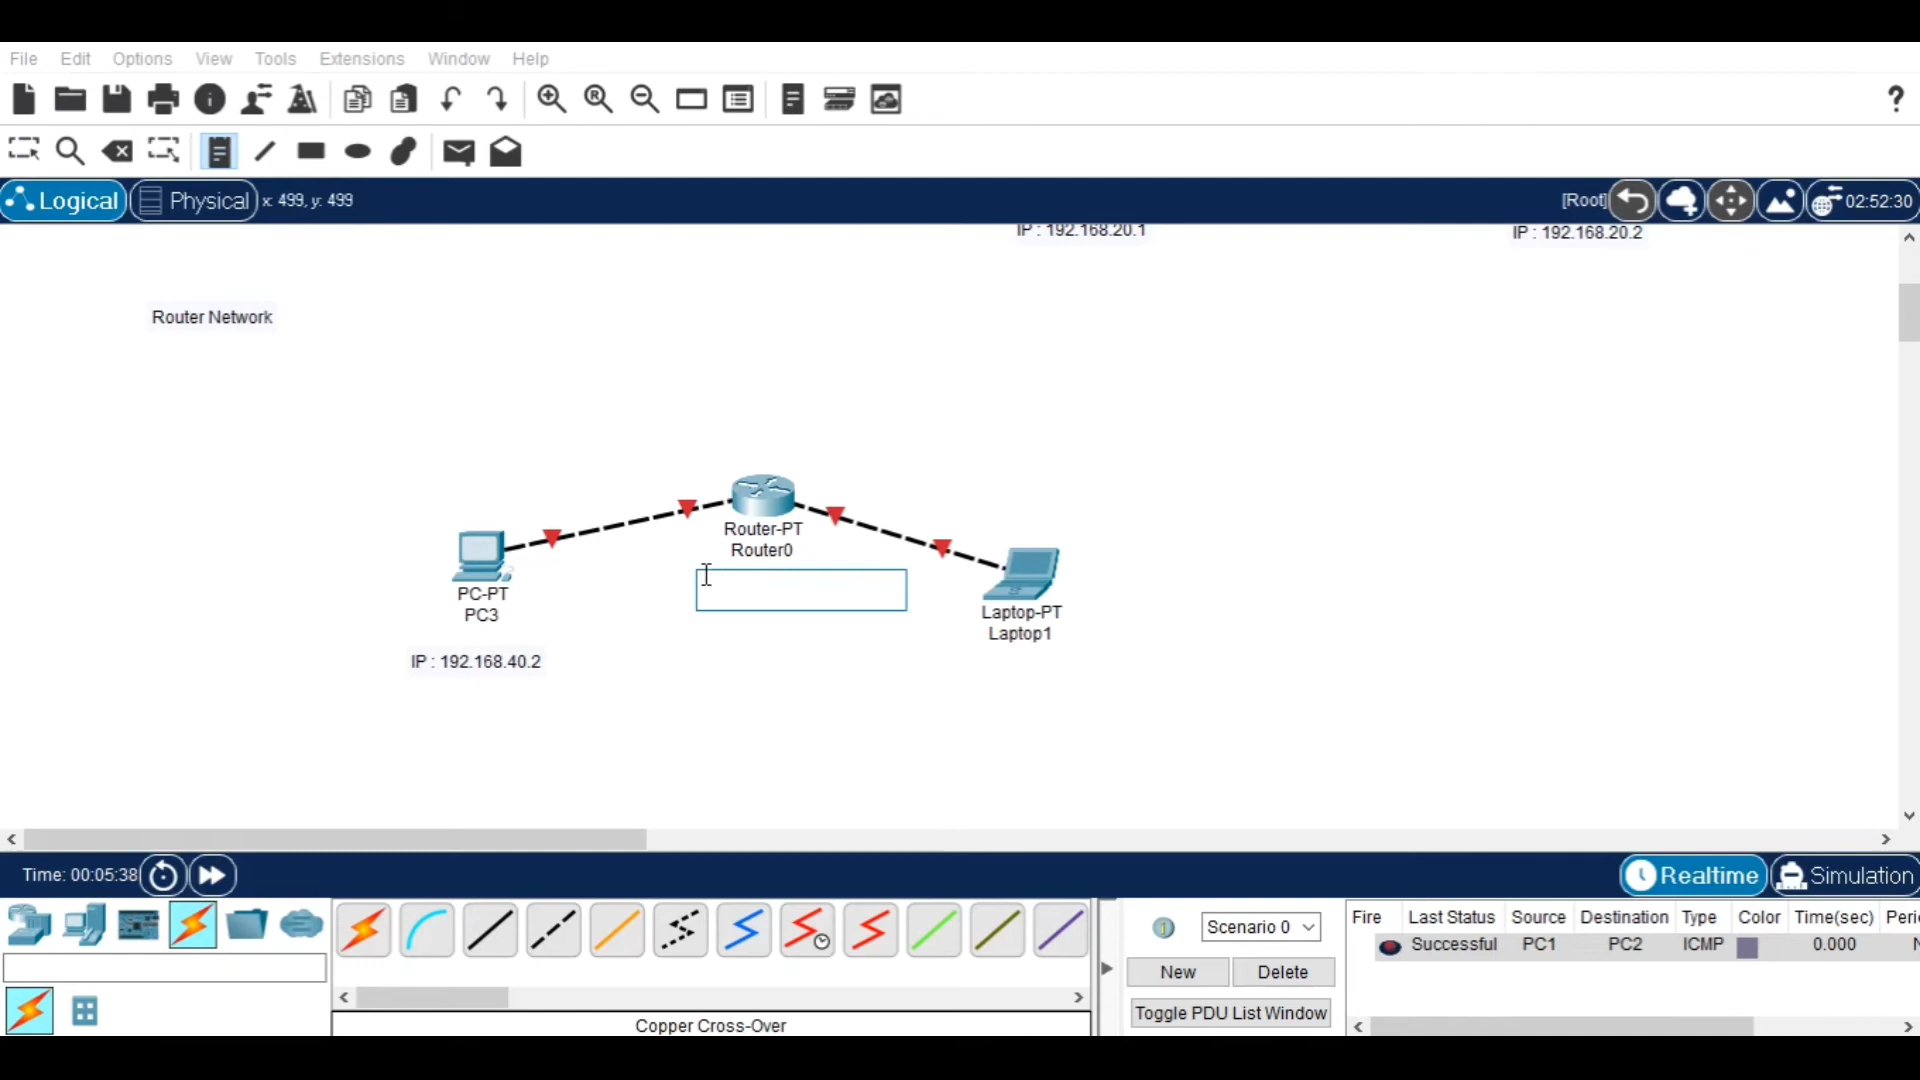 File Edit Options View Tools Extensions Window Help
?
Logical Physical x: 499, y: 499 [Root] 02:52:30
IP : 192.168.20.1 IP : 192.168.20.2
Router Network
Router-PT
Router0
PC-PT
PC3
Laptop-PT
Laptop1
IP : 192.168.40.2
Time: 00:05:38 Realtime Simulation
Scenario 0
New Delete
Toggle PDU List Window
Fire Last Status Source Destination Type Color Time(sec)
Successful PC1 PC2 ICMP 0.000
Copper Cross-Over